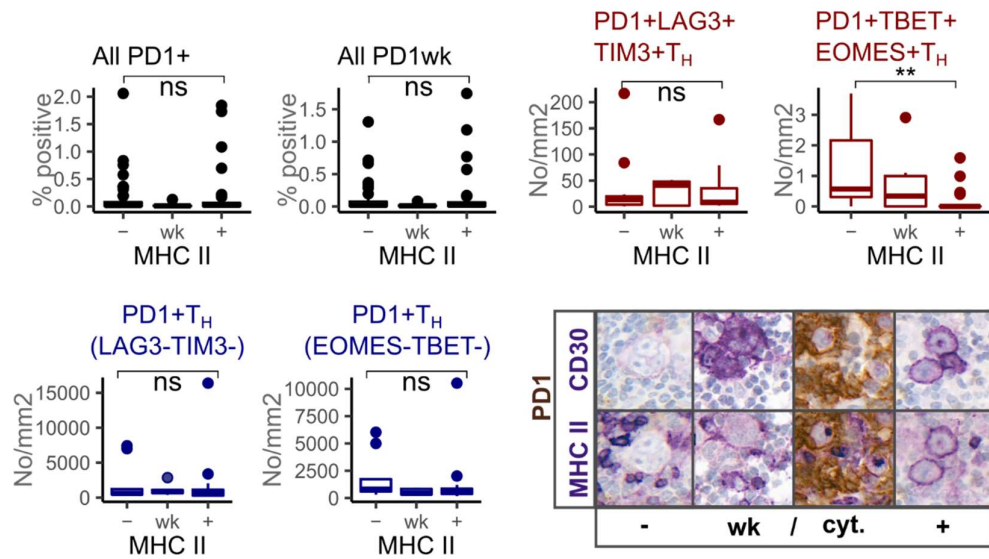 All PD1+
ns
% positive
2.0
1.5
1.0
0.5
0.0
− wk +
MHC II
All PD1wk
ns
% positive
1.5
1.0
0.5
0.0
− wk +
MHC II
PD1+LAG3+
TIM3+TH
ns
No/mm2
200
150
100
50
0
− wk +
MHC II
PD1+TBET+
EOMES+TH
**
No/mm2
3
2
1
0
− wk +
MHC II
PD1+TH
(LAG3-TIM3-)
ns
No/mm2
15000
10000
5000
0
− wk +
MHC II
PD1+TH
(EOMES-TBET-)
ns
No/mm2
10000
7500
5000
2500
0
− wk +
MHC II
PD1
CD30
MHC II
- wk / cyt. +